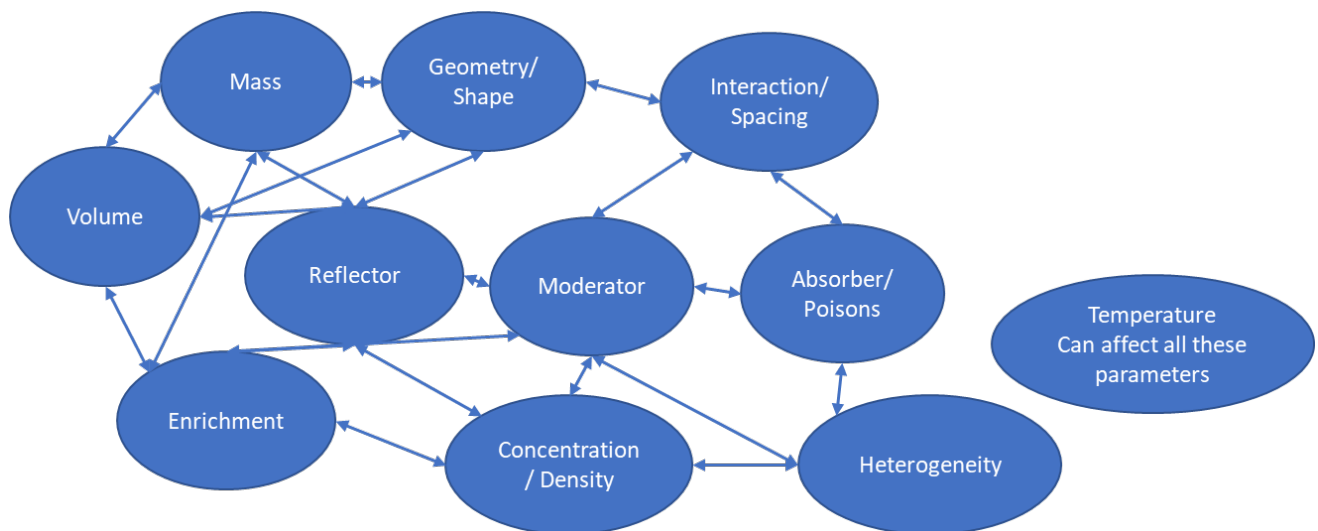 Mass
Geometry/
Shape
Interaction/
Spacing
Volume
Reflector
Moderator
Absorber/
Poisons
Temperature
Can affect all these
parameters
Enrichment
Concentration
/ Density
Heterogeneity